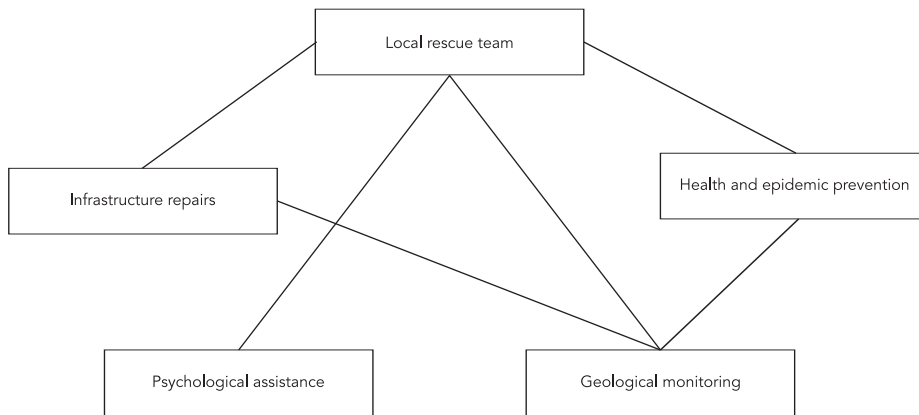 Local rescue team
Infrastructure repairs
Health and epidemic prevention
Psychological assistance
Geological monitoring